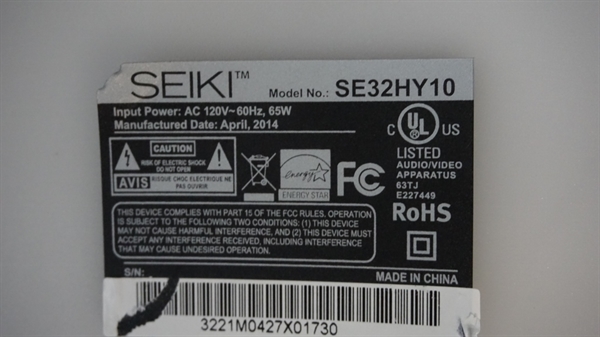 SEIKI™ Model No.: SE32HY10
Input Power: AC 120V~60Hz, 65W
Manufactured Date: April, 2014
CAUTION
RISK OF ELECTRIC SHOCK
DO NOT OPEN
AVIS
RISQUE CHOC ELECTRIQUE NE
PAS OUVRIR
energy
ENERGY STAR
FC
C UL US
LISTED
AUDIO/VIDEO
APPARATUS
63TJ
E227449
RoHS
THIS DEVICE COMPLIES WITH PART 15 OF THE FCC RULES. OPERATION
IS SUBJECT TO THE FOLLOWING TWO CONDITIONS: (1) THIS DEVICE
MAY NOT CAUSE HARMFUL INTERFERENCE, AND (2) THIS DEVICE MUST
ACCEPT ANY INTERFERENCE RECEIVED, INCLUDING INTERFERENCE
THAT MAY CAUSE UNDESIRED OPERATION.
S/N:
MADE IN CHINA
3221M0427X01730